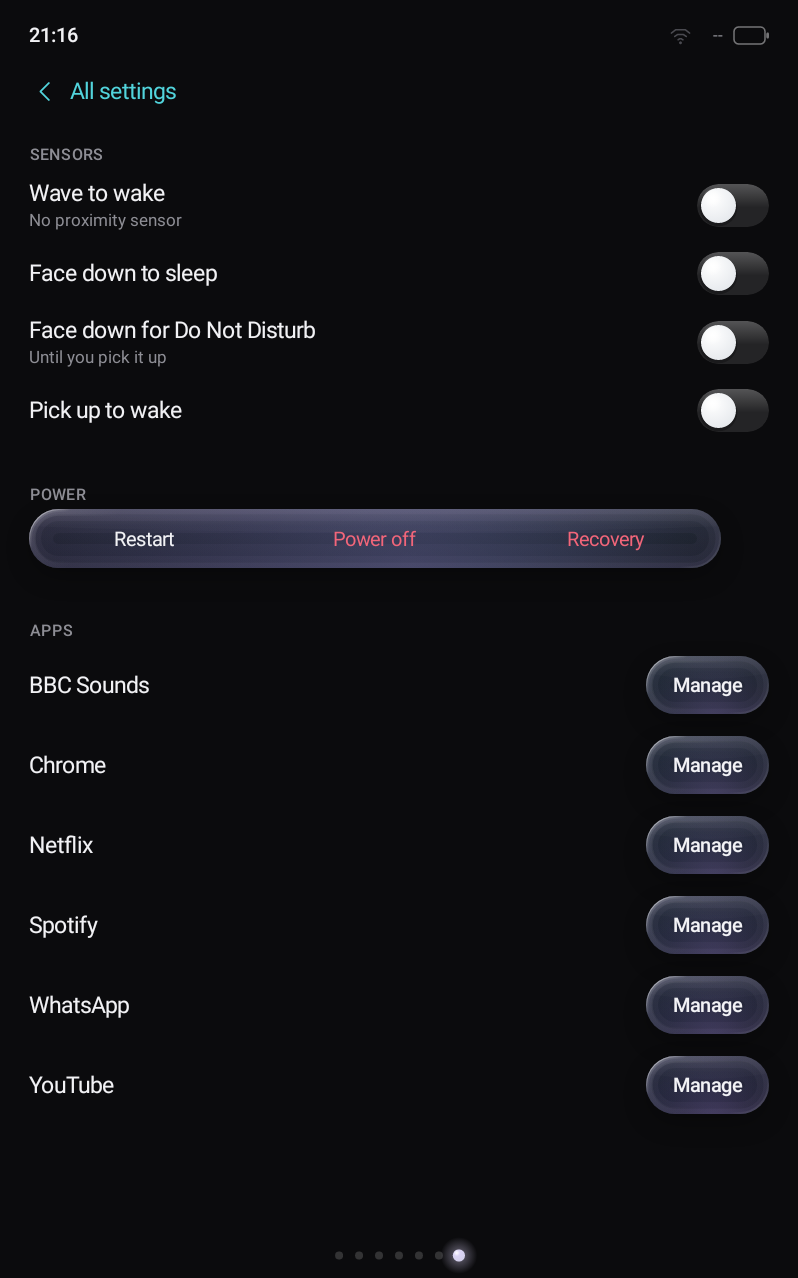 21:16
--
All settings
SENSORS
Wave to wake
No proximity sensor
Face down to sleep
Face down for Do Not Disturb
Until you pick it up
Pick up to wake
POWER
Restart Power off Recovery
APPS
BBC Sounds Manage
Chrome Manage
Netflix Manage
Spotify Manage
WhatsApp Manage
YouTube Manage